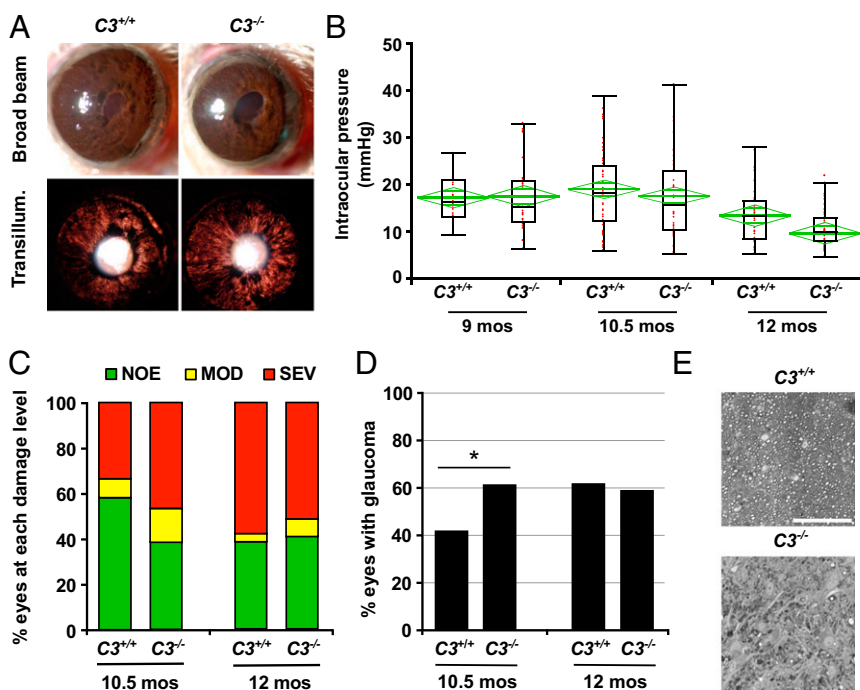 A
C3+/+
C3-/-
Broad beam
Transillum.
B
Intraocular pressure
(mmHg)
50
40
30
20
10
0
C3+/+ C3-/- C3+/+ C3-/- C3+/+ C3-/-
9 mos 10.5 mos 12 mos
C
NOE MOD SEV
% eyes at each damage level
100
80
60
40
20
0
C3+/+ C3-/- C3+/+ C3-/-
10.5 mos 12 mos
D
% eyes with glaucoma
100
80
60
40
20
0
*
C3+/+ C3-/- C3+/+ C3-/-
10.5 mos 12 mos
E
C3+/+
C3-/-